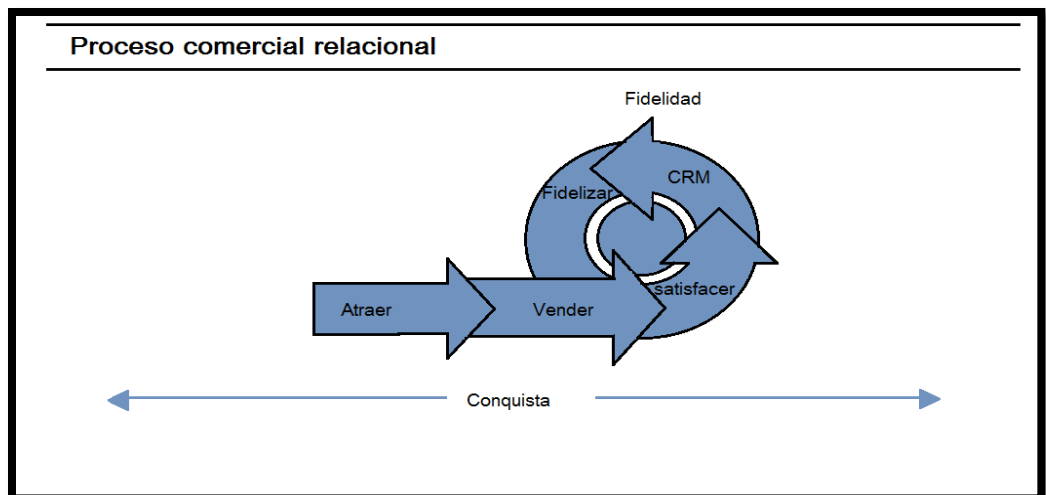 Proceso comercial relacional
Fidelidad
CRM
Fidelizar
satisfacer
Atraer
Vender
Conquista